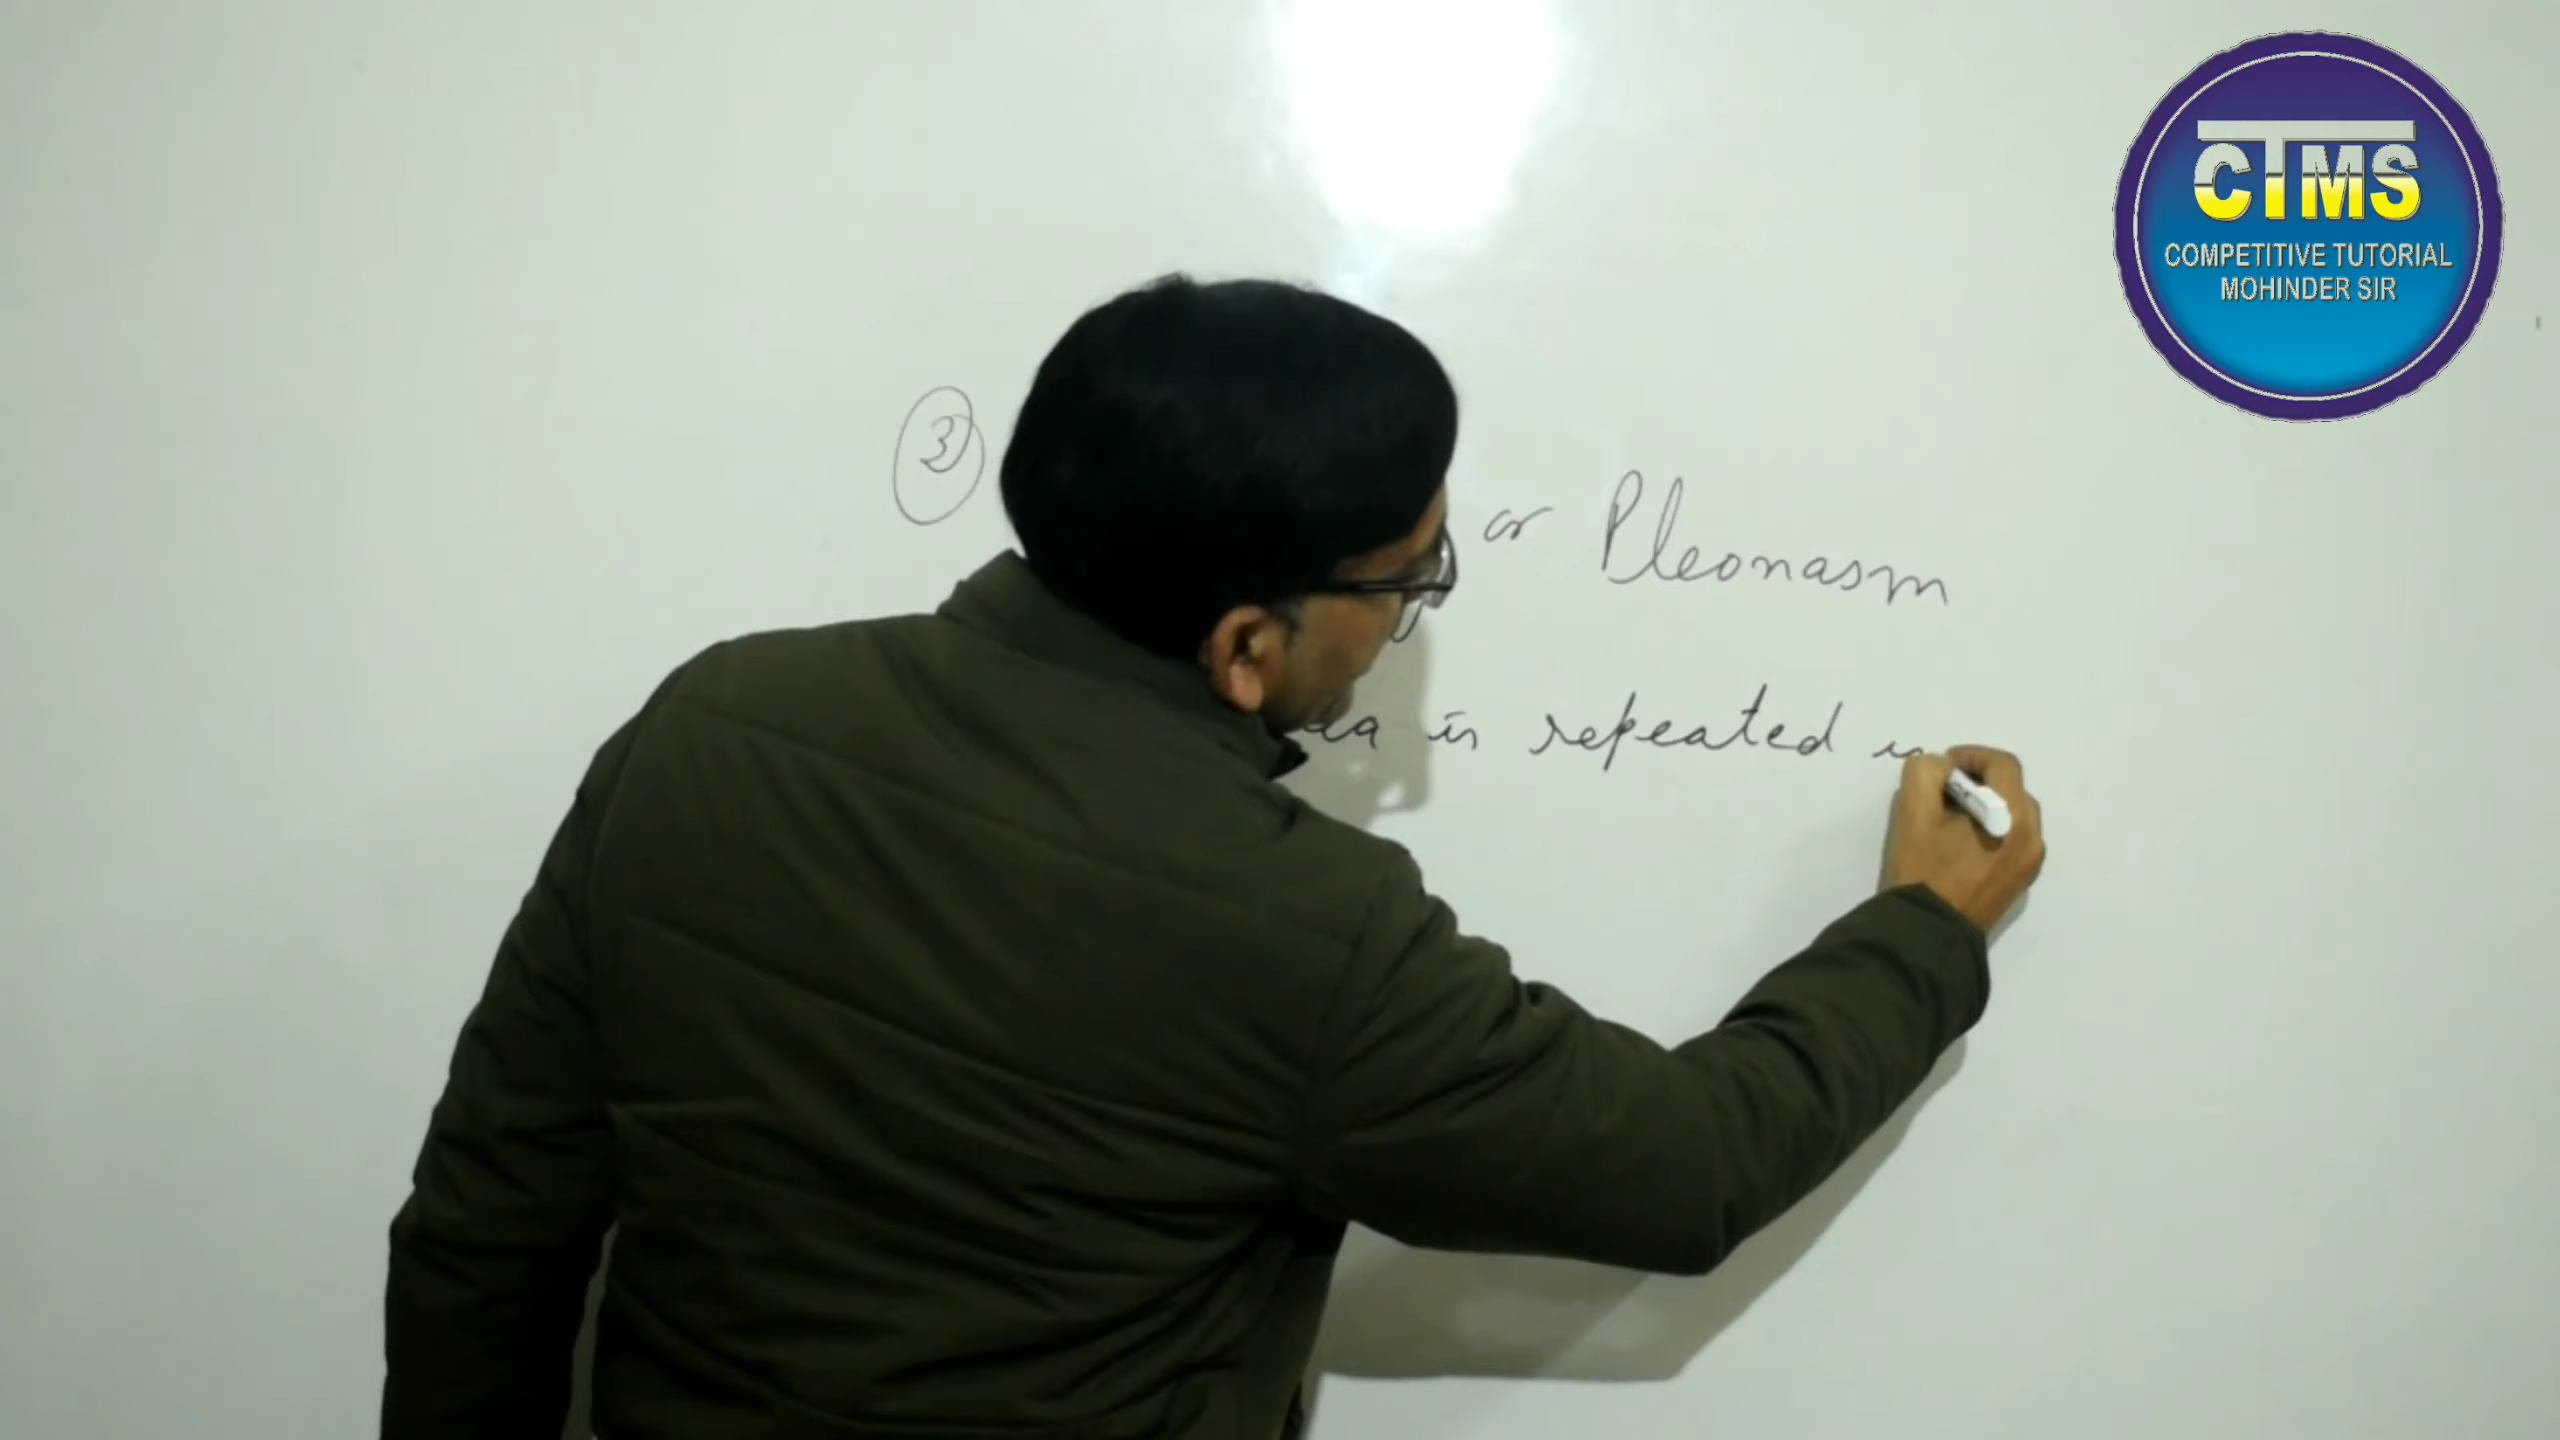 CTMS
COMPETITIVE TUTORIAL
MOHINDER SIR
3
or Pleonasm
is repeated